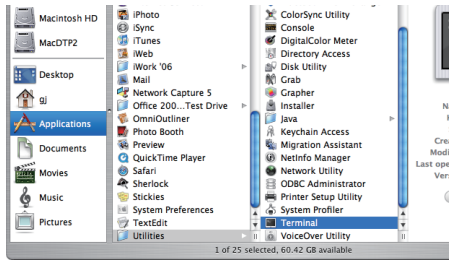 Macintosh HD
MacDTP2
Desktop
gj
Applications
Documents
Movies
Music
Pictures
iPhoto
iSync
iTunes
iWeb
iWork '06
Mail
Network Capture 5
Office 200...Test Drive
OmniOutliner
Photo Booth
Preview
QuickTime Player
Safari
Sherlock
Stickies
System Preferences
TextEdit
Utilities
ColorSync Utility
Console
DigitalColor Meter
Directory Access
Disk Utility
Grab
Grapher
Installer
Java
Keychain Access
Migration Assistant
NetInfo Manager
Network Utility
ODBC Administrator
Printer Setup Utility
System Profiler
Terminal
VoiceOver Utility
Na
Crea
Modi
Last ope
Vers
1 of 25 selected, 60.42 GB available